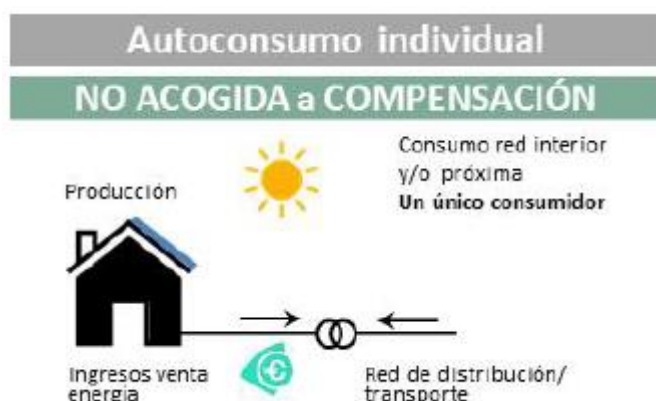 Autoconsumo individual
NO ACOGIDA a COMPENSACIÓN
Consumo red interior
y/o próxima
Un único consumidor
Producción
Ingresos venta
energía
€
Red de distribución/
transporte